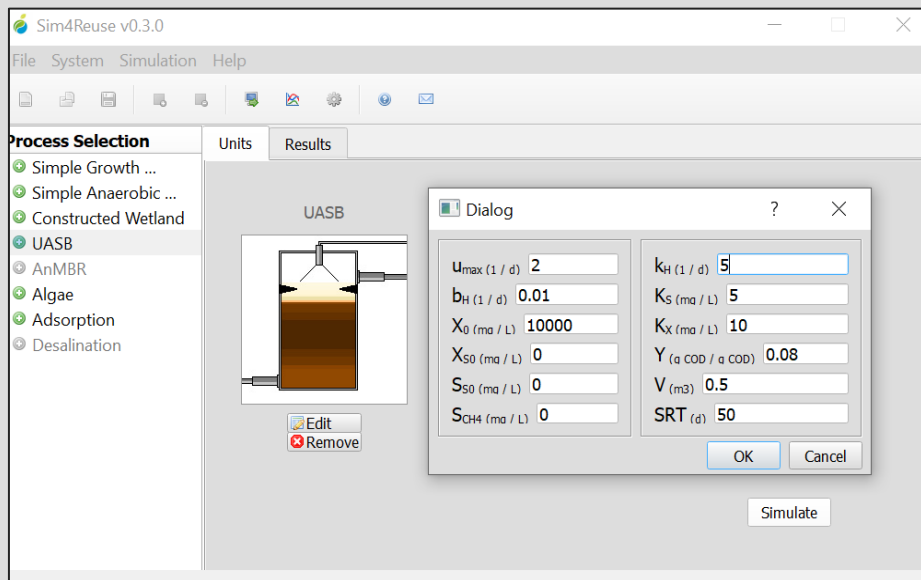 Sim4Reuse v0.3.0
File System Simulation Help
Process Selection
Simple Growth ...
Simple Anaerobic ...
Constructed Wetland
UASB
AnMBR
Algae
Adsorption
Desalination
Units Results
UASB
Edit
Remove
Dialog ?
umax (1 / d) 2
bH (1 / d) 0.01
X0 (mg / L) 10000
XS0 (mg / L) 0
SS0 (mg / L) 0
SCH4 (mg / L) 0
kH (1 / d) 5
KS (mg / L) 5
KX (mg / L) 10
Y (g COD / g COD) 0.08
V (m3) 0.5
SRT (d) 50
OK Cancel
Simulate